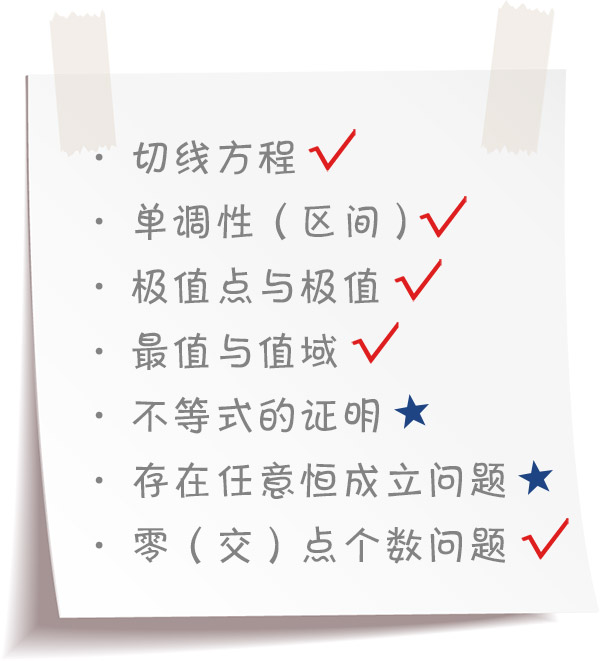 · 切线方程
· 单调性（区间）
· 极值点与极值
· 最值与值域
· 不等式的证明
· 存在任意恒成立问题
· 零（交）点个数问题